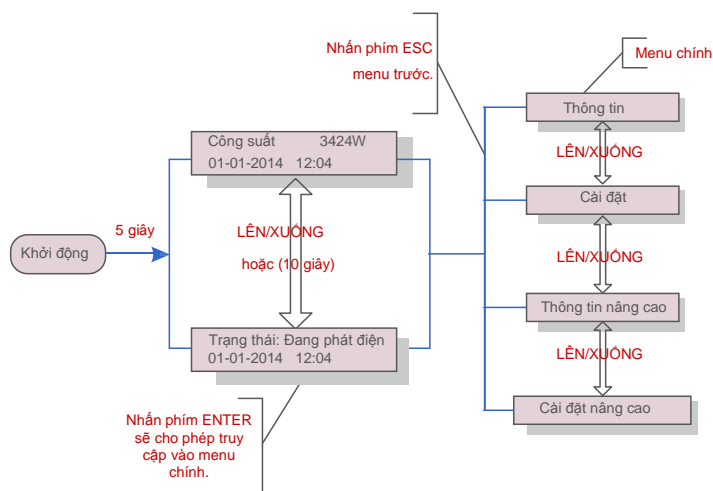 Nhấn phím ESC
menu trước.
Menu chính
Thông tin
Công suất 3424W
01-01-2014 12:04
LÊN/XUỐNG
Cài đặt
5 giây
LÊN/XUỐNG
hoặc (10 giây)
Khởi động
LÊN/XUỐNG
Thông tin nâng cao
Trạng thái: Đang phát điện
01-01-2014 12:04
LÊN/XUỐNG
Cài đặt nâng cao
Nhấn phím ENTER
sẽ cho phép truy
cập vào menu
chính.